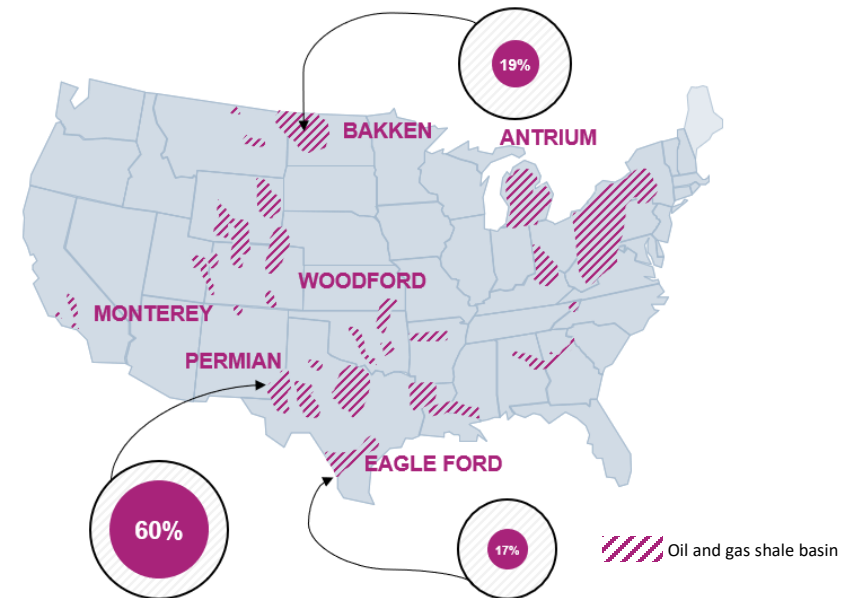 19%
BAKKEN
ANTRIUM
WOODFORD
MONTEREY
PERMIAN
EAGLE FORD
60%
17%
Oil and gas shale basin